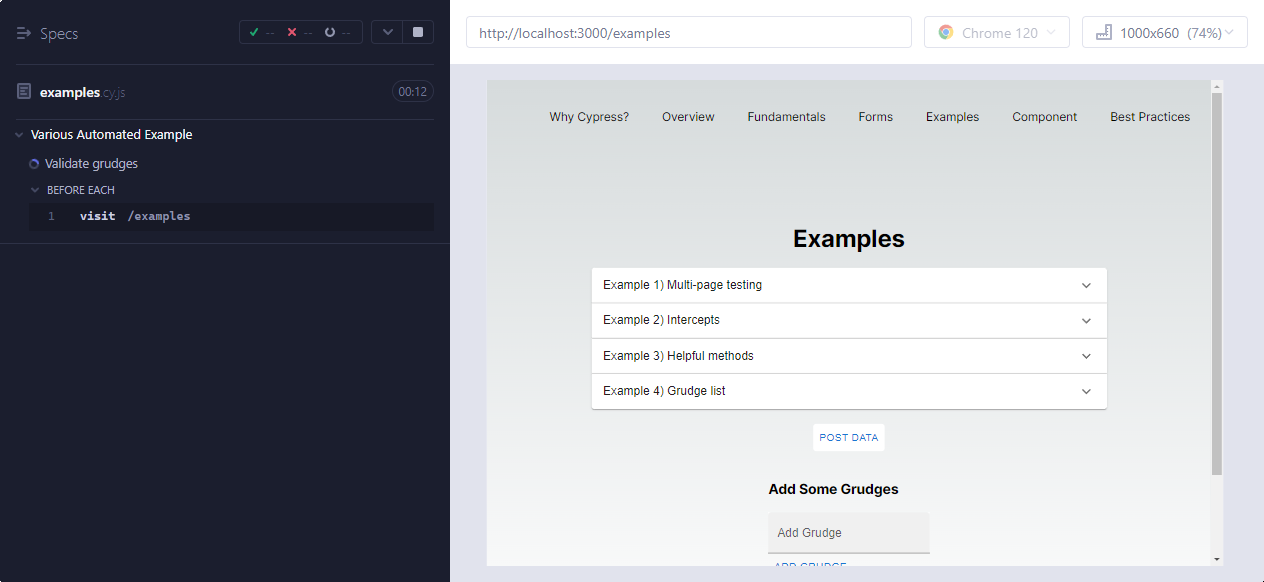 Specs
-- -- --
examples.cy.js
00:12
Various Automated Example
Validate grudges
BEFORE EACH
1 visit /examples
http://localhost:3000/examples
Chrome 120
1000x660 (74%)
Why Cypress? Overview Fundamentals Forms Examples Component Best Practices
Examples
Example 1) Multi-page testing
Example 2) Intercepts
Example 3) Helpful methods
Example 4) Grudge list
POST DATA
Add Some Grudges
Add Grudge
ADD GRUDGE